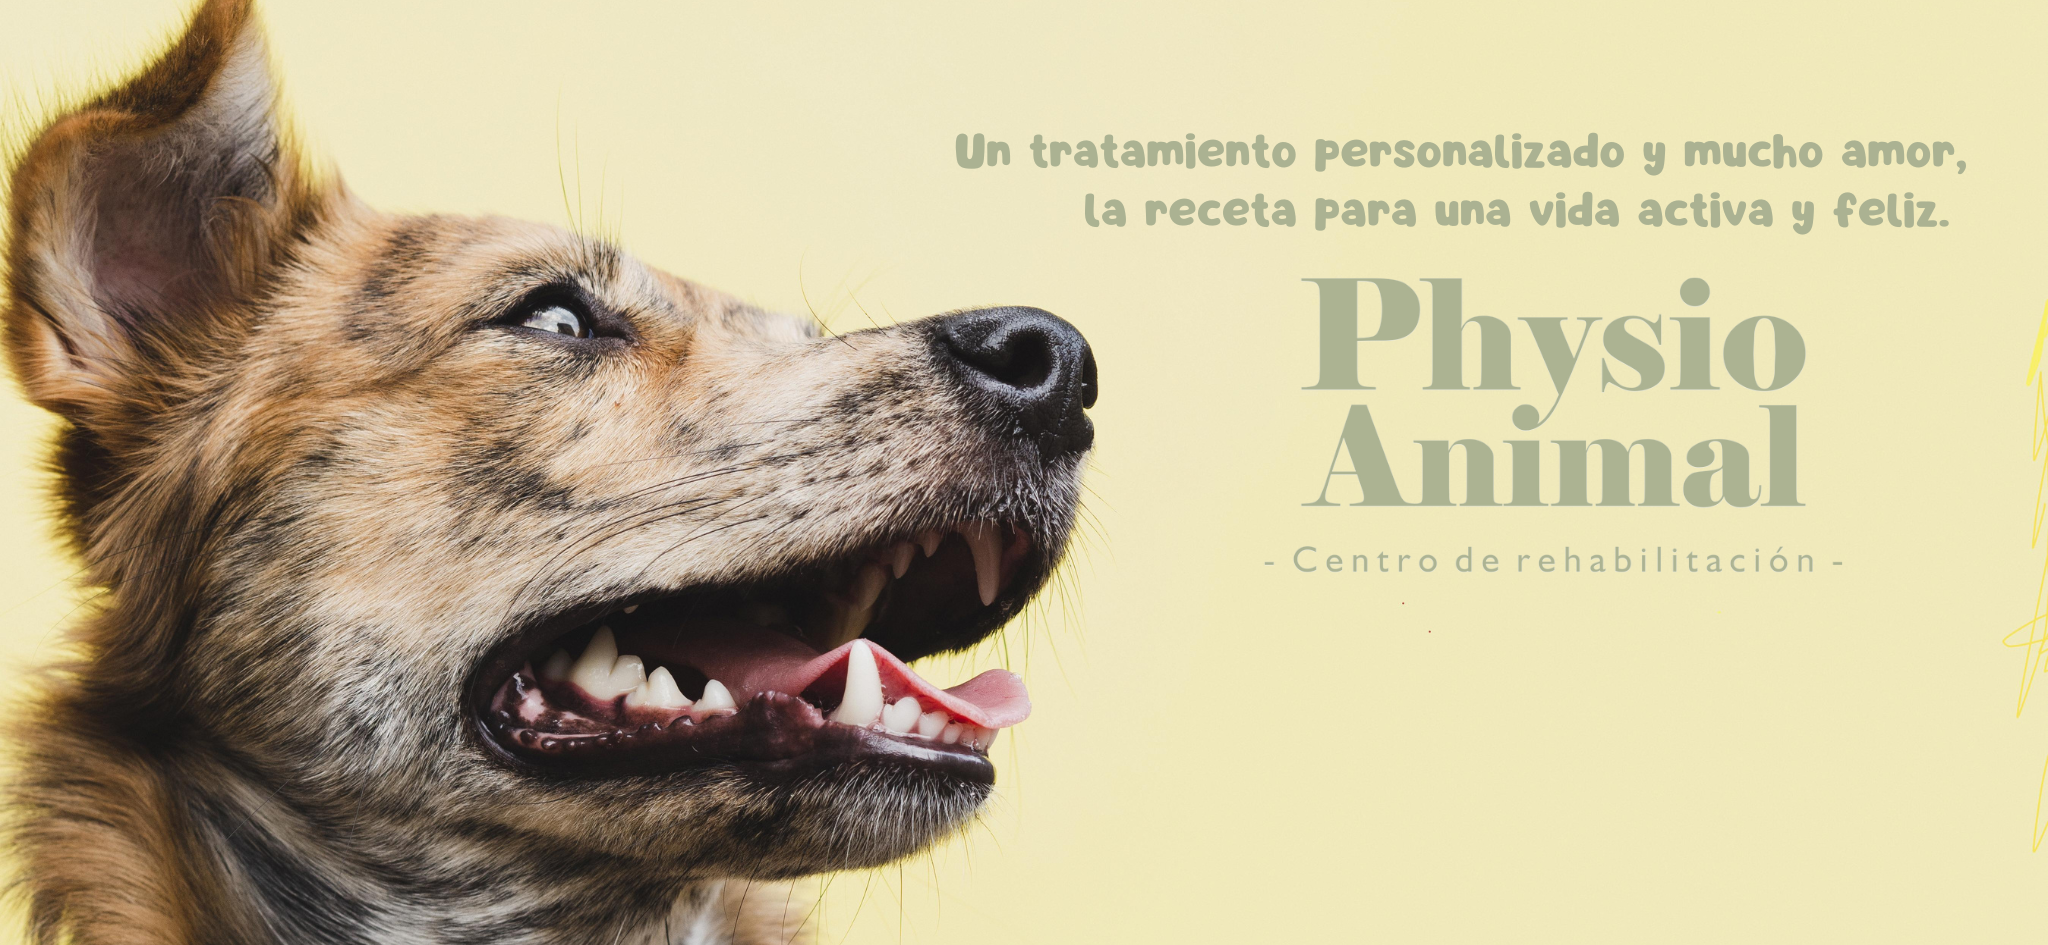 Un tratamiento personalizado y mucho amor,
la receta para una vida activa y feliz.
Physio
Animal
- Centro de rehabilitación -